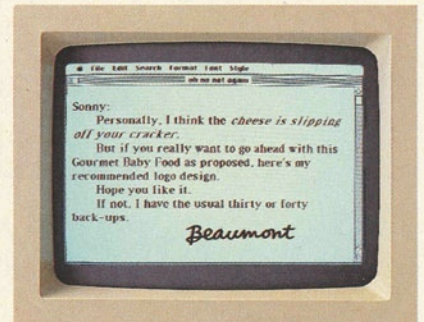 File Edit Search Format Font Style
oh no not again
Sonny:
Personally, I think the cheese is slipping
off your cracker.
But if you really want to go ahead with this
Gourmet Baby Food as proposed, here's my
recommended logo design.
Hope you like it.
If not, I have the usual thirty or forty
back-ups.
Beaumont